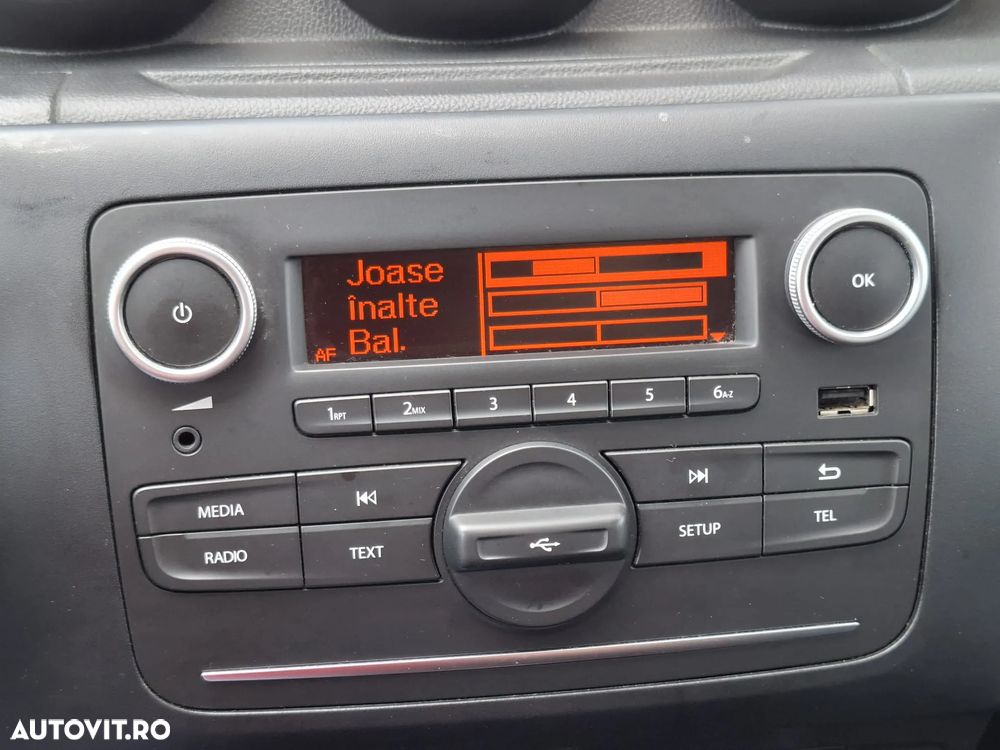 Joase
înalte
AF Bal.
OK
1RPT 2MIX 3 4 5 6A-Z
MEDIA
RADIO TEXT SETUP TEL
AUTOVIT.RO